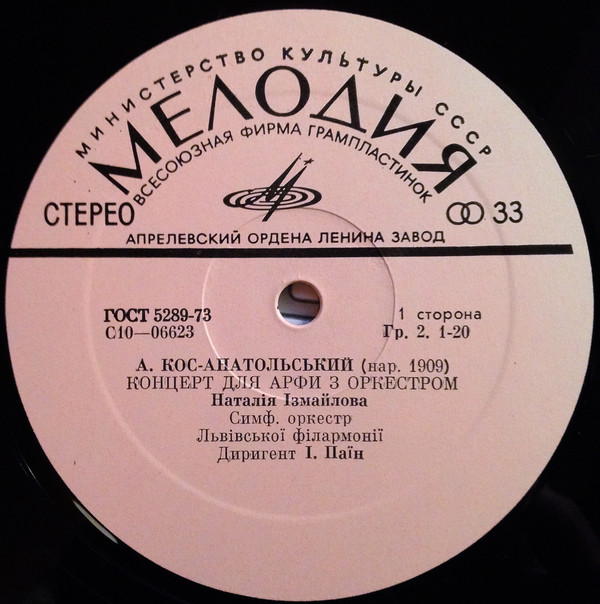 МИНИСТЕРСТВО КУЛЬТУРЫ СССР
МЕЛОДИЯ
ВСЕСОЮЗНАЯ ФИРМА ГРАМПЛАСТИНОК
СТЕРЕО
33
АПРЕЛЕВСКИЙ ОРДЕНА ЛЕНИНА ЗАВОД
ГОСТ 5289-73
1 сторона
С10—06623
Гр. 2. 1-20
А. КОС-АНАТОЛЬСЬКИЙ (нар. 1909)
КОНЦЕРТ ДЛЯ АРФИ З ОРКЕСТРОМ
Наталія Ізмайлова
Симф. оркестр
Львівської філармонії
Диригент І. Паїн